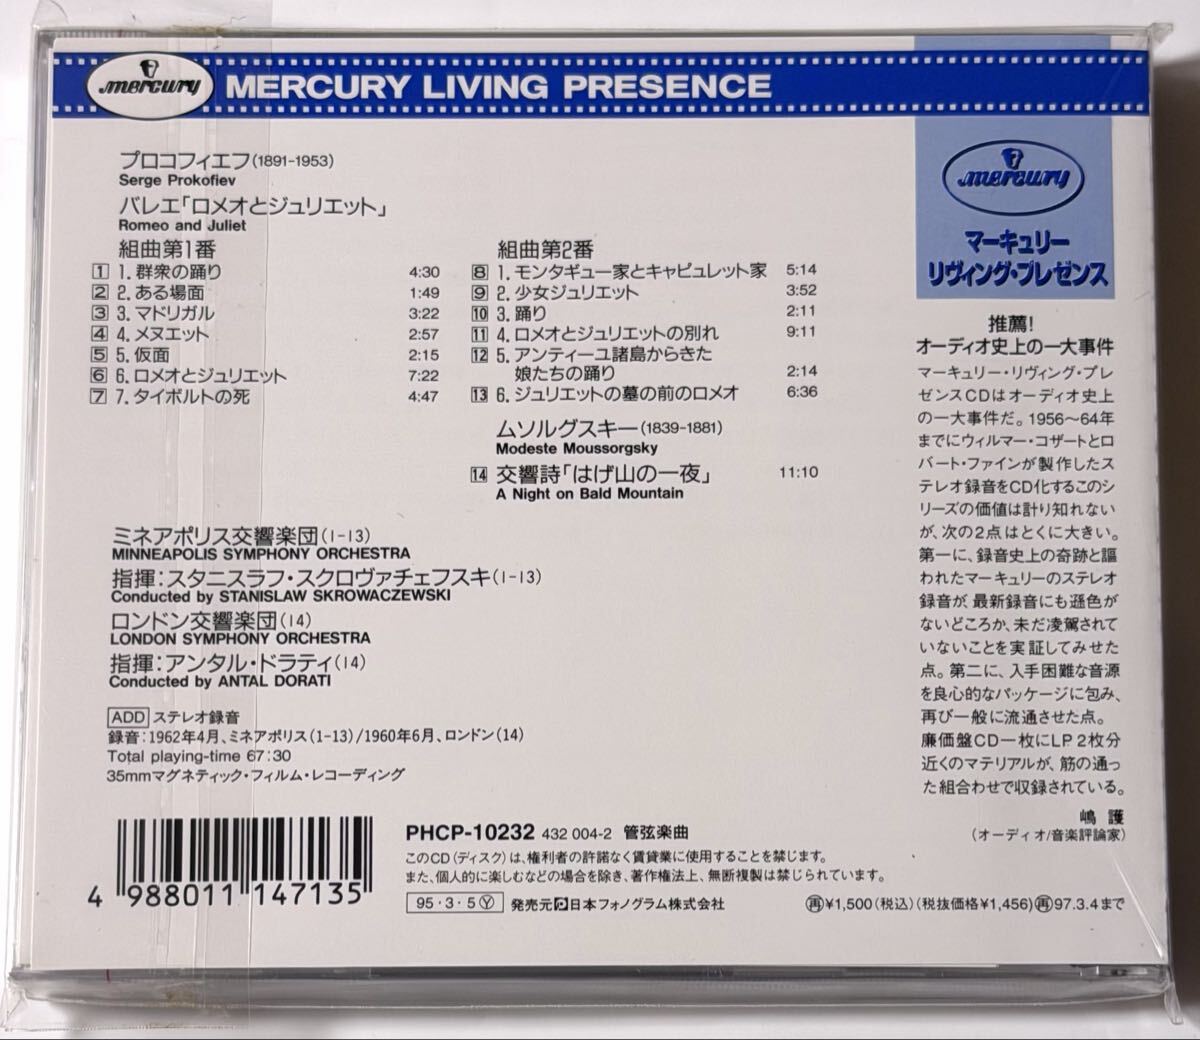 mercury MERCURY LIVING PRESENCE
プロコフィエフ(1891-1953)
Serge Prokofiev
バレエ「ロメオとジュリエット」
Romeo and Juliet
組曲第1番
1 1. 群衆の踊り 4:30
2 2. ある場面 1:49
3 3. マドリガル 3:22
4 4. メヌエット 2:57
5 5. 仮面 2:15
6 6. ロメオとジュリエット 7:22
7 7. タイボルトの死 4:47
組曲第2番
8 1. モンタギュー家とキャピュレット家 5:14
9 2. 少女ジュリエット 3:52
10 3. 踊り 2:11
11 4. ロメオとジュリエットの別れ 9:11
12 5. アンティーユ諸島からきた
娘たちの踊り 2:14
13 6. ジュリエットの墓の前のロメオ 6:36
ムソルグスキー(1839-1881)
Modeste Moussorgsky
14 交響詩「はげ山の一夜」 11:10
A Night on Bald Mountain
ミネアポリス交響楽団(1-13)
MINNEAPOLIS SYMPHONY ORCHESTRA
指揮:スタニスラフ・スクロヴァチェフスキ(1-13)
Conducted by STANISLAW SKROWACZEWSKI
ロンドン交響楽団(14)
LONDON SYMPHONY ORCHESTRA
指揮:アンタル・ドラティ(14)
Conducted by ANTAL DORATI
ADD ステレオ録音
録音:1962年4月、ミネアポリス(1-13)/1960年6月、ロンドン(14)
Total playing-time 67:30
35mmマグネティック・フィルム・レコーディング
4 988011 147135
PHCP-10232 432 004-2 管弦楽曲
このCD(ディスク)は、権利者の許諾なく賃貸業に使用することを禁じます。
また、個人的に楽しむなどの場合を除き、著作権法上、無断複製は禁じられています。
95・3・5Ⓨ 発売元 日本フォノグラム株式会社
㊢¥1,500(税込)(税抜価格¥1,456)㊢97.3.4まで
mercury
マーキュリー
リヴィング・プレゼンス
推薦!
オーディオ史上の一大事件
マーキュリー・リヴィング・プレ
ゼンスCDはオーディオ史上
の一大事件だ。1956〜64年
までにウィルマー・コザートとロ
バート・ファインが製作したス
テレオ録音をCD化するこのシ
リーズの価値は計り知れない
が、次の2点はとくに大きい。
第一に、録音史上の奇跡と謳
われたマーキュリーのステレオ
録音が、最新録音にも遜色が
ないどころか、未だ凌駕されて
いないことを実証してみせた
点。第二に、入手困難な音源
を良心的なパッケージに包み、
再び一般に流通させた点。
廉価盤CD一枚にLP2枚分
近くのマテリアルが、筋の通っ
た組合わせで収録されている。
嶋 護
(オーディオ/音楽評論家)